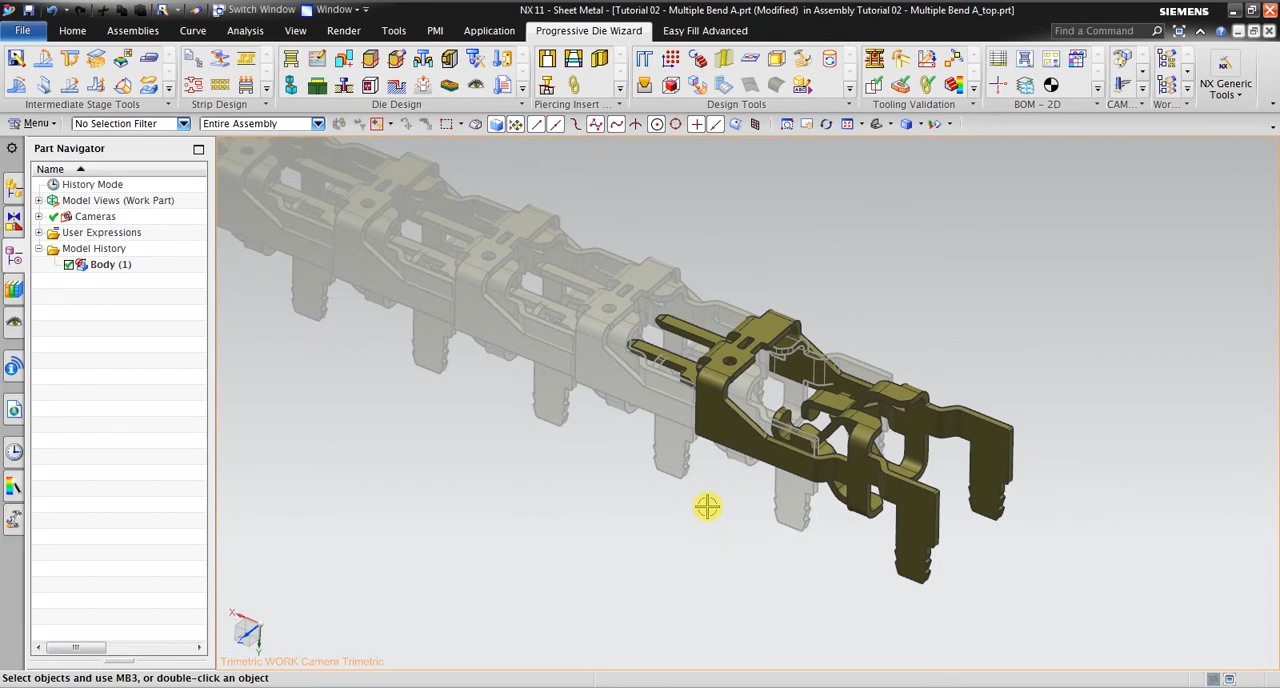 Switch Window
Window
NX 11 - Sheet Metal - [Tutorial 02 - Multiple Bend A.prt (Modified) in Assembly Tutorial 02 - Multiple Bend A_top.prt]
SIEMENS
File
Home
Assemblies
Curve
Analysis
View
Render
Tools
PMI
Application
Progressive Die Wizard
Easy Fill Advanced
Find a Command
NX Generic
Tools
Intermediate Stage Tools
Strip Design
Die Design
Piercing Insert ...
Design Tools
Tooling Validation
BOM - 2D
CAM...
Wor...
Menu
No Selection Filter
Entire Assembly
Part Navigator
Name
History Mode
Model Views (Work Part)
Cameras
User Expressions
Model History
Body (1)
X
Z
Y
Trimetric WORK Camera Trimetric
Select objects and use MB3, or double-click an object